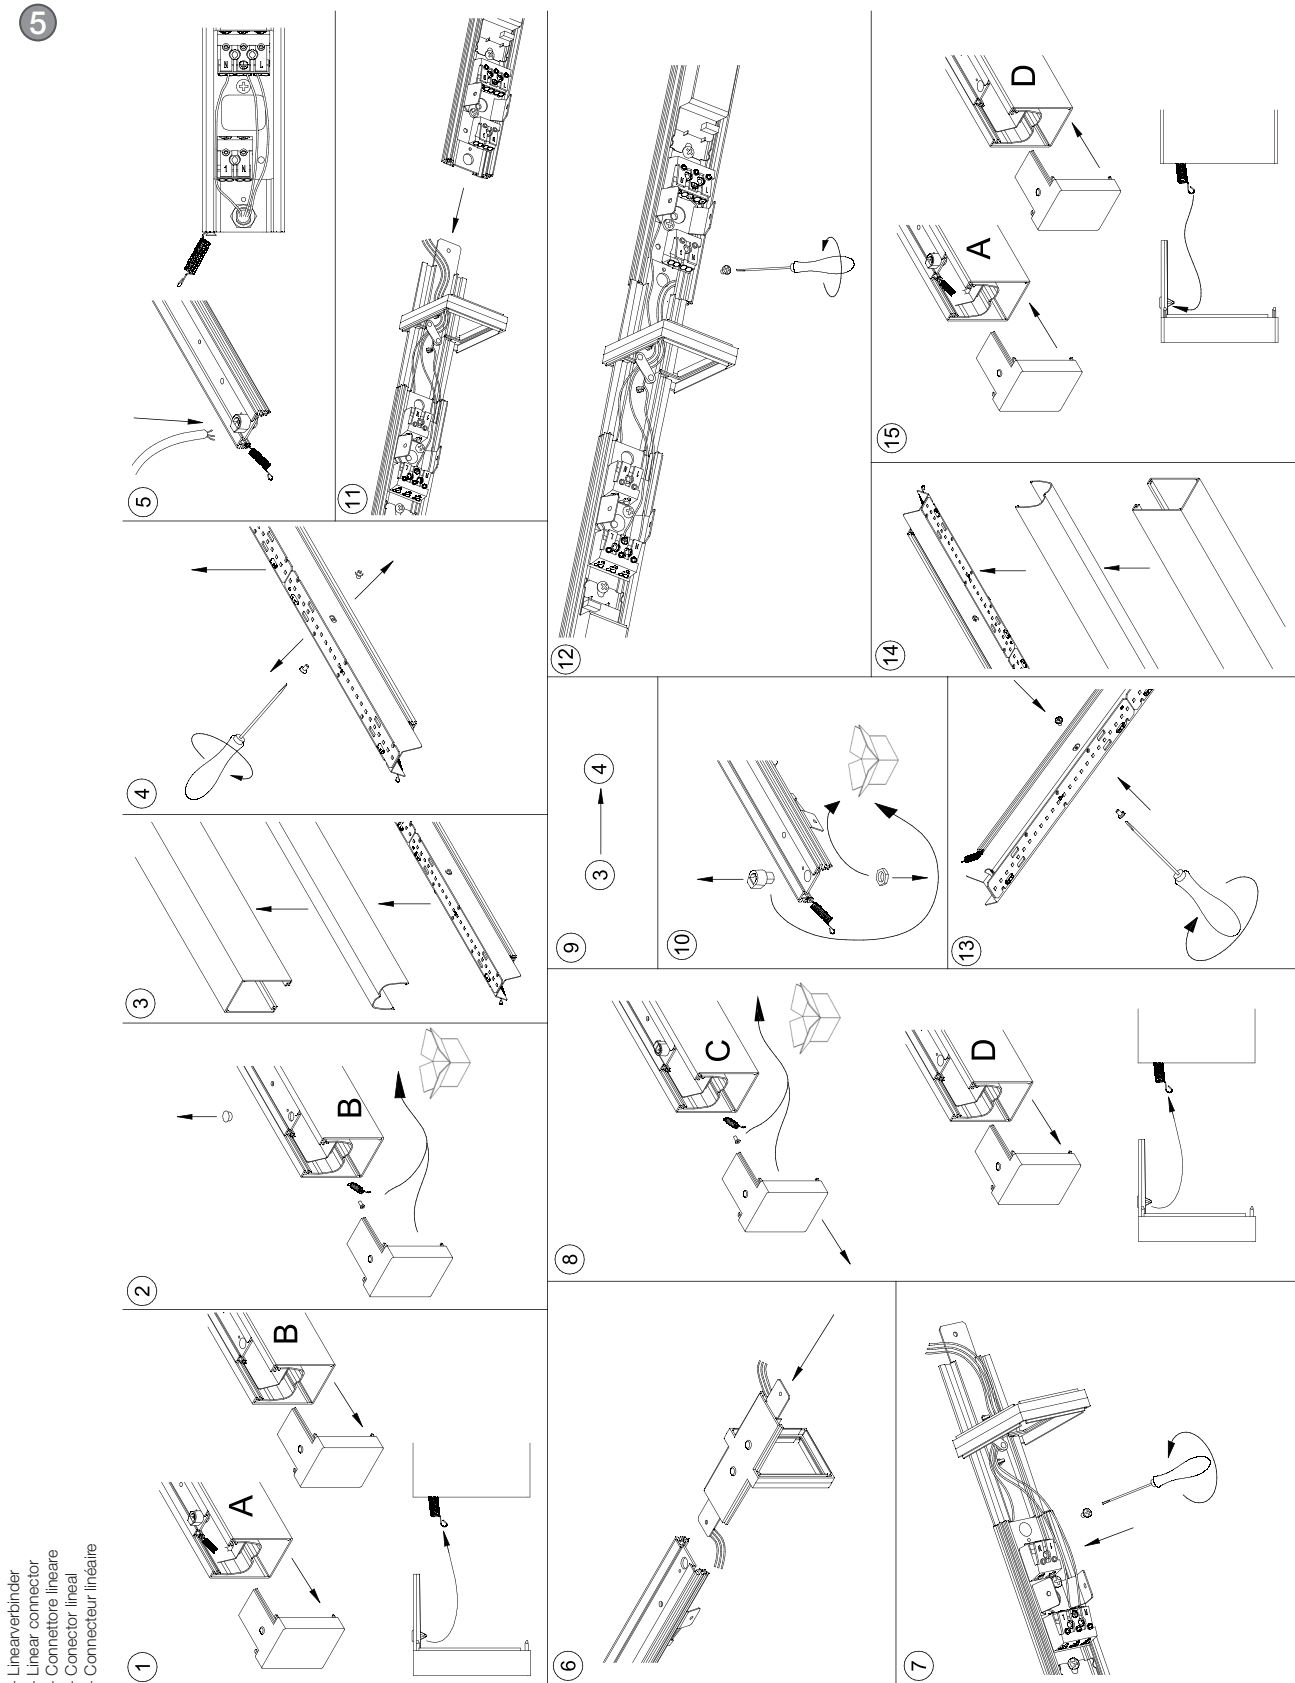 5
- Linearverbinder
- Linear connector
- Connettore lineare
- Conector lineal
- Connecteur linéaire
1
A
B
2
B
3
4
5
N
L
L
N
6
7
8
C
D
9
3
4
10
11
12
13
14
15
A
D